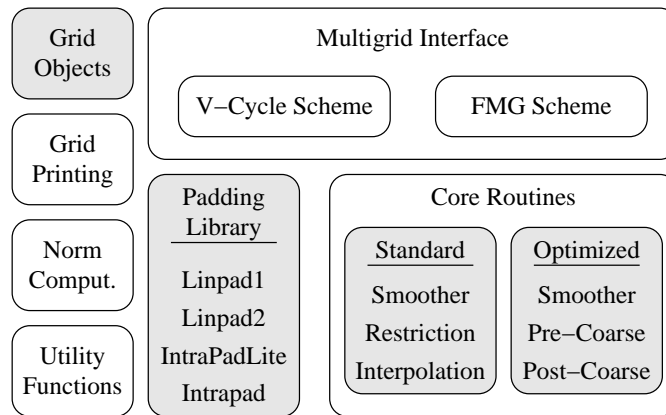 Grid
Objects
Multigrid Interface
V−Cycle Scheme
FMG Scheme
Grid
Printing
Norm
Comput.
Utility
Functions
Padding
Library
Linpad1
Linpad2
IntraPadLite
Intrapad
Core Routines
Standard
Smoother
Restriction
Interpolation
Optimized
Smoother
Pre−Coarse
Post−Coarse